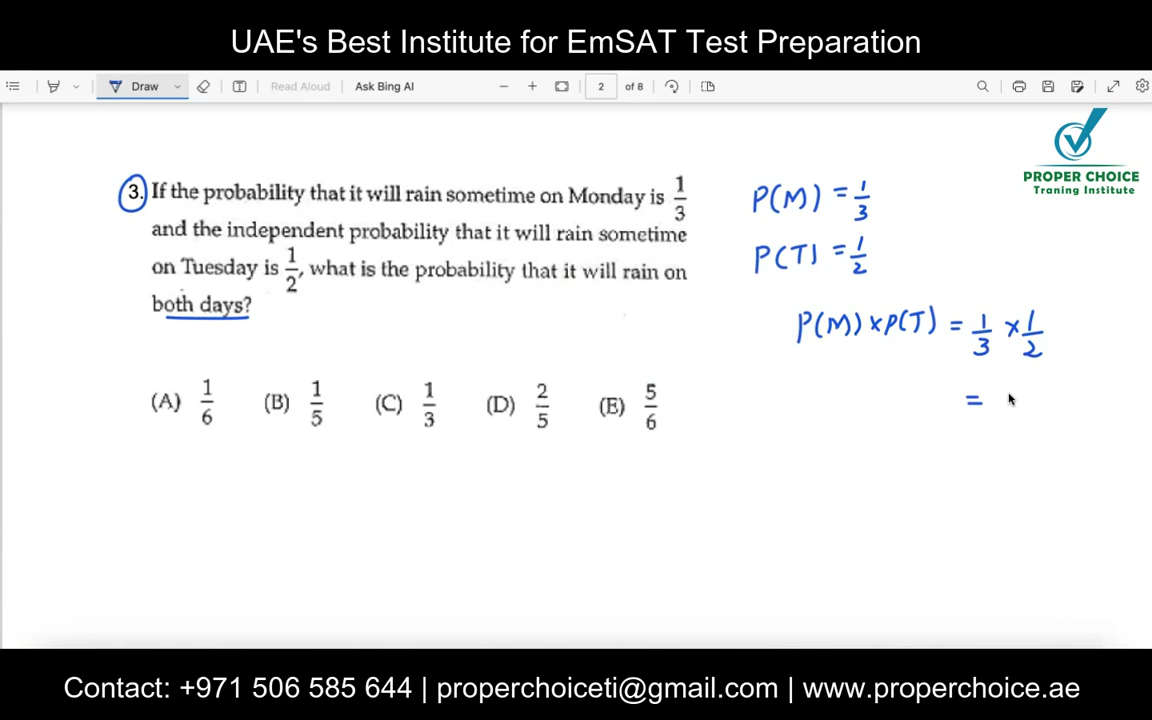 UAE's Best Institute for EmSAT Test Preparation
Draw Read Aloud Ask Bing AI 2 of 8
PROPER CHOICE
Traning Institute
3. If the probability that it will rain sometime on Monday is 1/3
and the independent probability that it will rain sometime
on Tuesday is 1/2, what is the probability that it will rain on
both days?
(A) 1/6 (B) 1/5 (C) 1/3 (D) 2/5 (E) 5/6
P(M) = 1/3
P(T) = 1/2
P(M) × P(T) = 1/3 × 1/2
=
Contact: +971 506 585 644 | properchoiceti@gmail.com | www.properchoice.ae